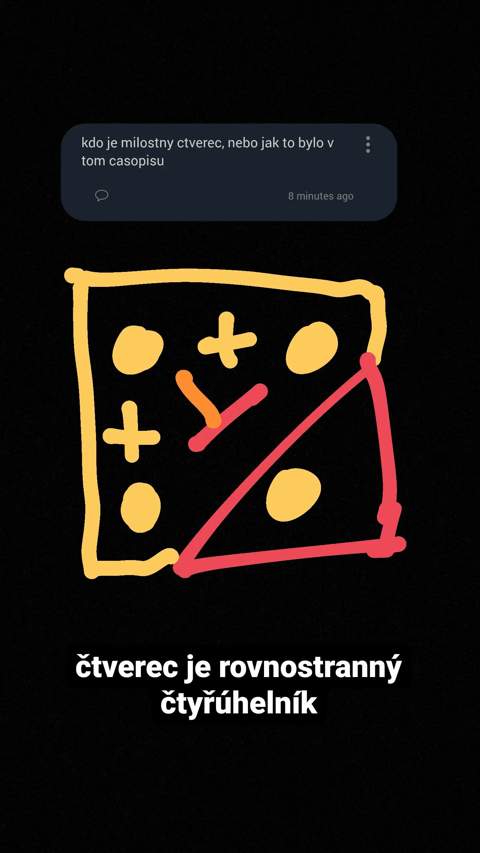 kdo je milostny ctverec, nebo jak to bylo v
tom casopisu
8 minutes ago
čtverec je rovnostranný
čtyřúhelník